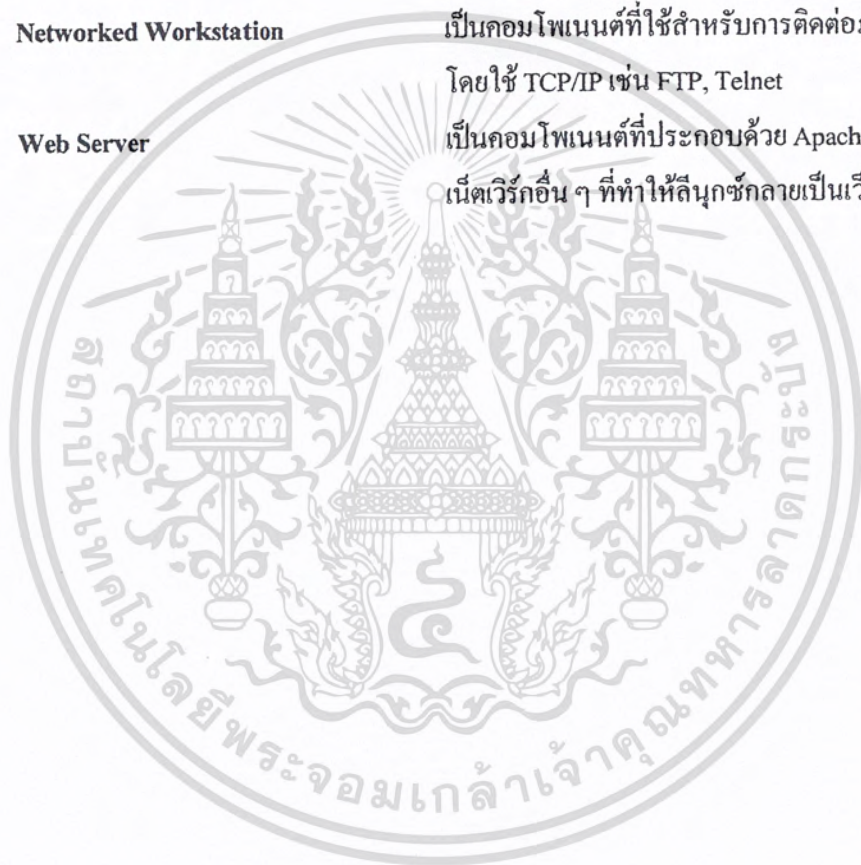 Networked Workstation เป็นคอมโพเนนต์ที่ใช้สำหรับการติดต่อ
โดยใช้ TCP/IP เช่น FTP, Telnet
Web Server เป็นคอมโพเนนต์ที่ประกอบด้วย Apach
เน็ตเวิร์กอื่น ๆ ที่ทำให้ลีนุกซ์กลายเป็นเว็
สถาบันเทคโนโลยีพระจอมเกล้าเจ้าคุณทหารลาดกระบัง